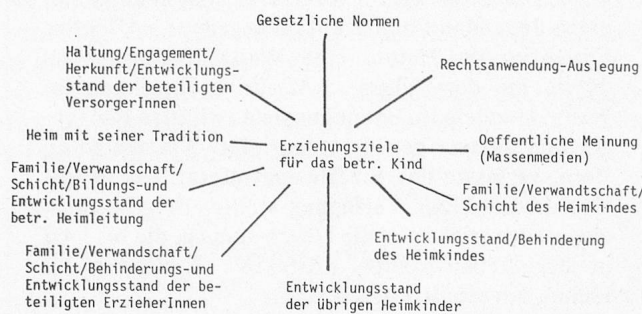 Gesetzliche Normen
Haltung/Engagement/
Herkunft/Entwicklungs-
stand der beteiligten
VersorgerInnen
Rechtsanwendung-Auslegung
Heim mit seiner Tradition
Erziehungsziele
für das betr. Kind
Oeffentliche Meinung
(Massenmedien)
Familie/Verwandschaft/
Schicht/Bildungs-und
Entwicklungsstand der
betr. Heimleitung
Familie/Verwandtschaft/
Schicht des Heimkindes
Familie/Verwandschaft/
Schicht/Behinderungs-und
Entwicklungsstand der be-
teiligten ErzieherInnen
Entwicklungsstand/Behinderung
des Heimkindes
Entwicklungsstand
der übrigen Heimkinder